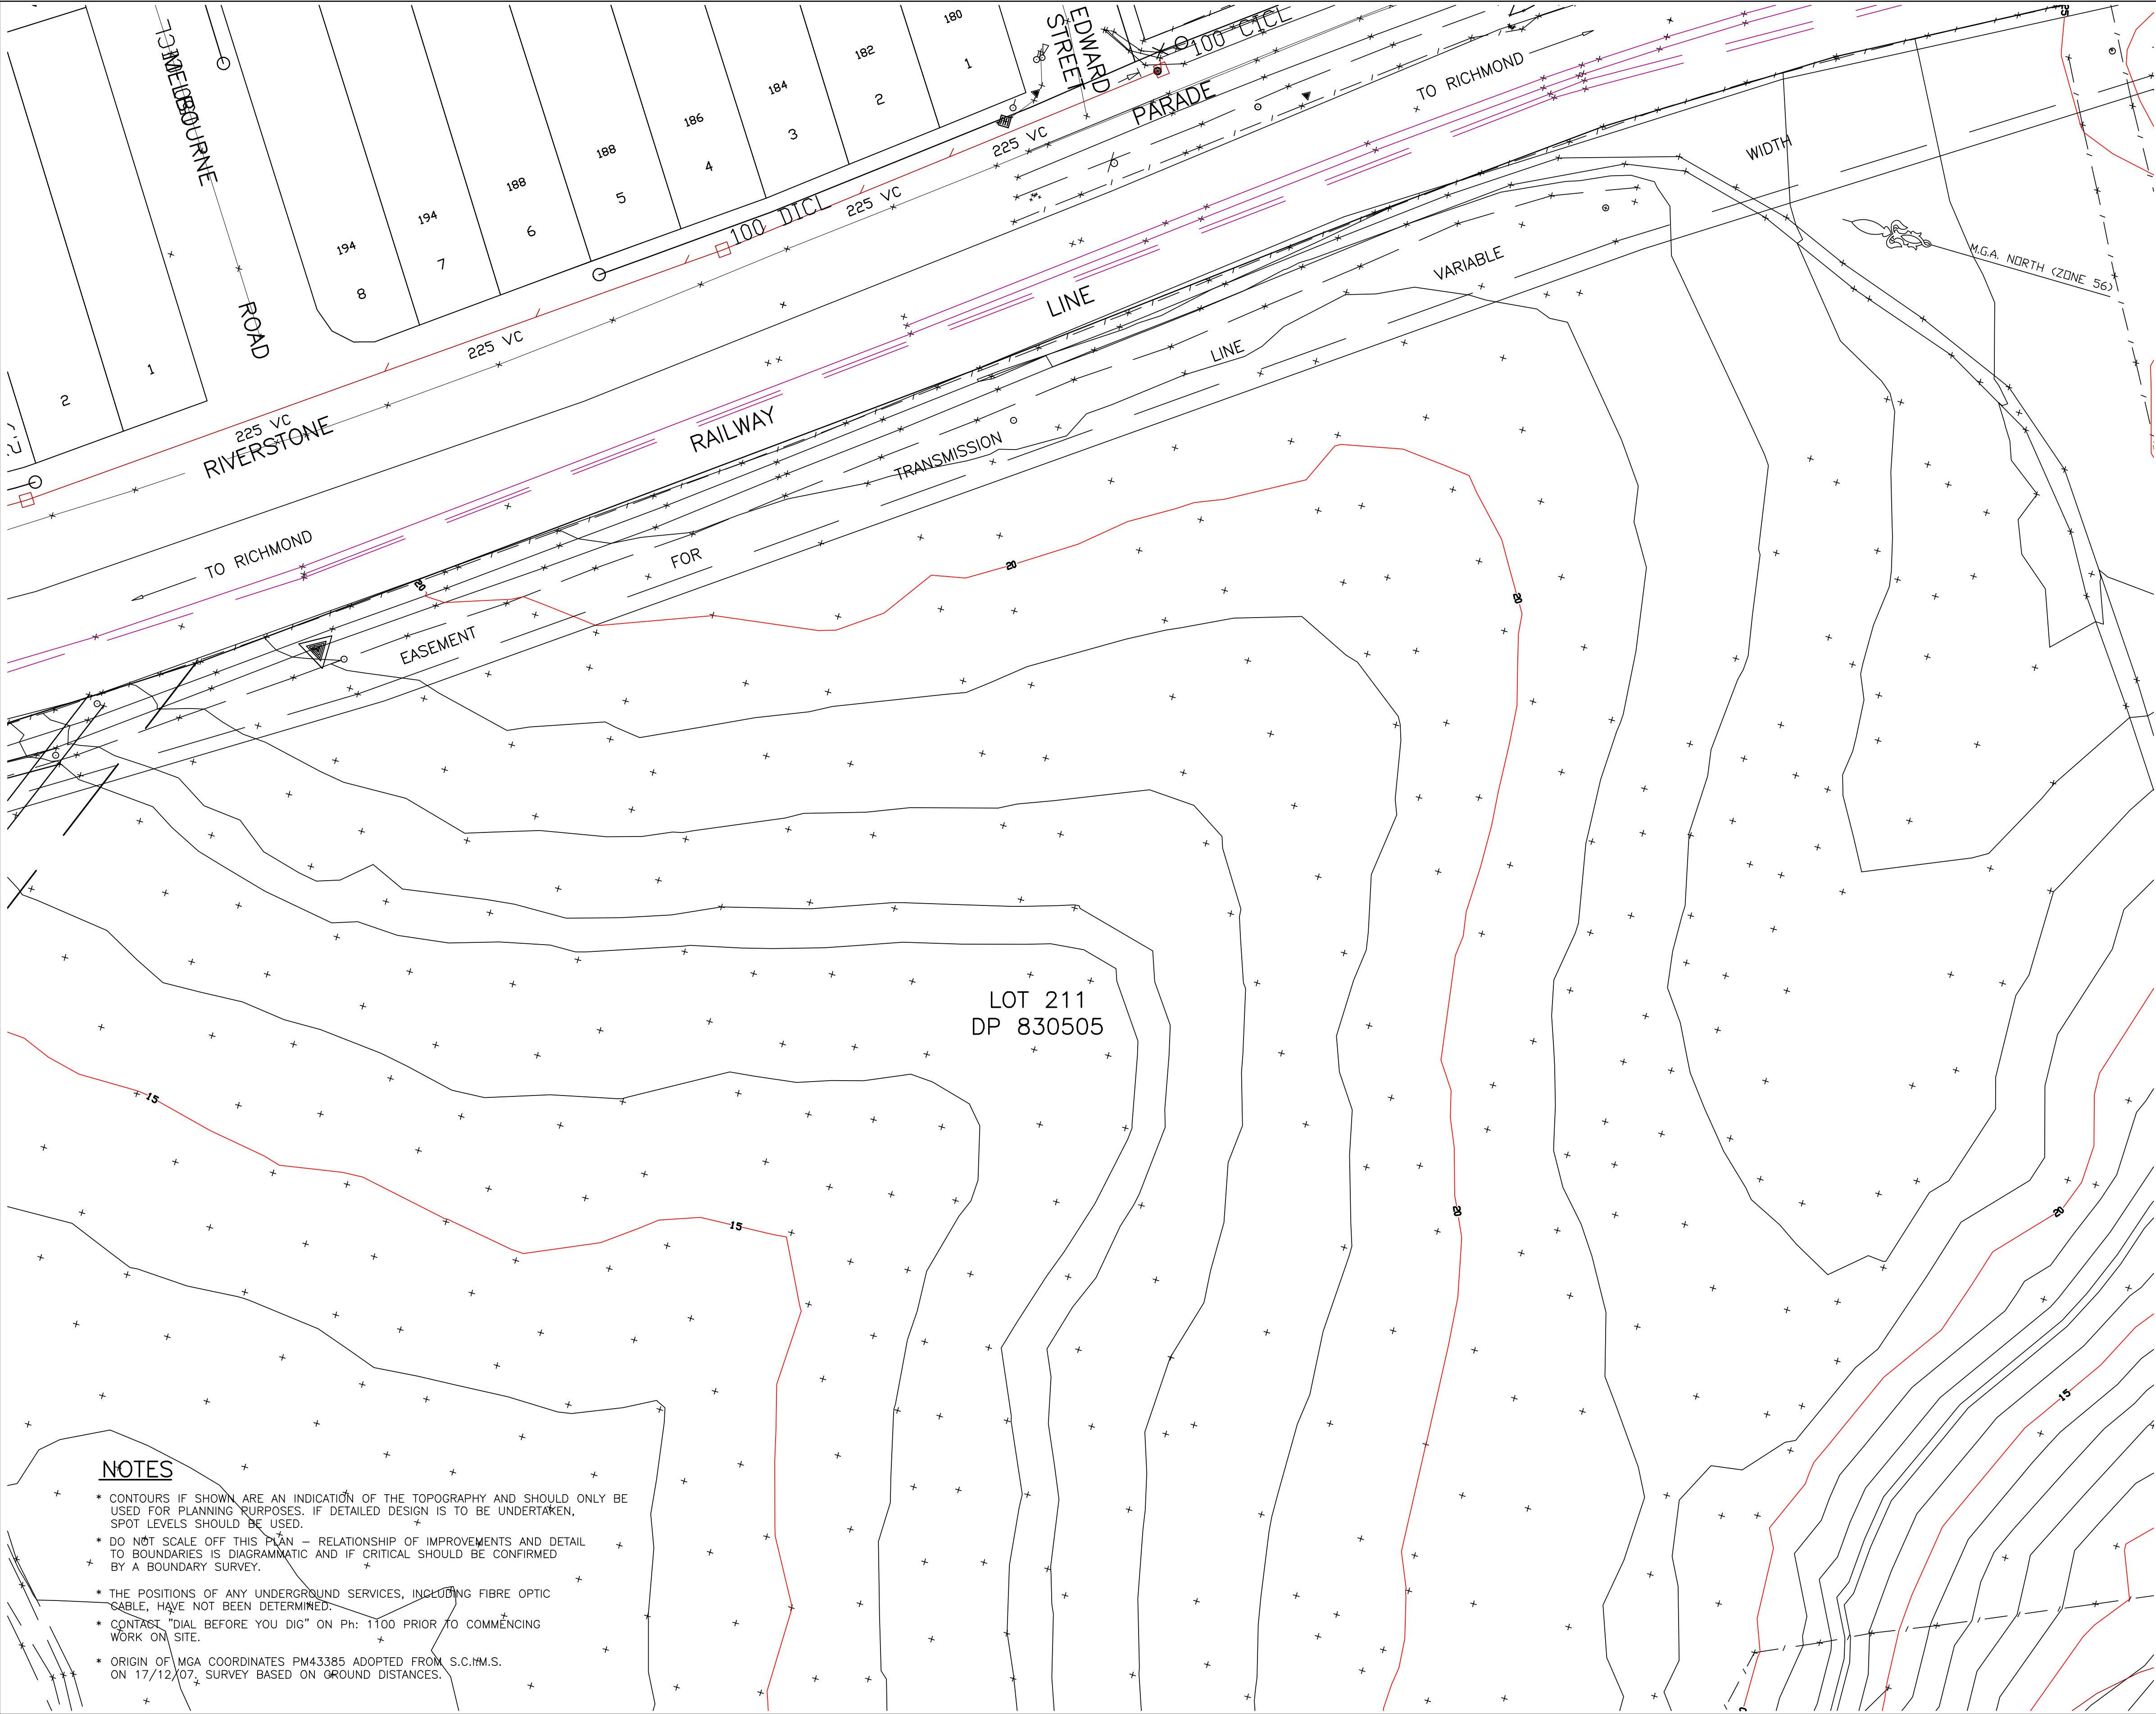 180
EDWARD
STREET
100 CICL
182
1
PARADE
TO RICHMOND
25
MELBOURNE
184
2
225 VC
WIDTH
186
3
188
4
100 DICL
225 VC
188
5
194
6
VARIABLE
M.G.A. NORTH (ZONE 56)
194
7
8
ROAD
225 VC
LINE
LINE
1
2
225 VC
RIVERSTONE
RAILWAY
TRANSMISSION
TO RICHMOND
FOR
EASEMENT
20
20
20
LOT 211
DP 830505
15
15
20
20
15
NOTES
* CONTOURS IF SHOWN ARE AN INDICATION OF THE TOPOGRAPHY AND SHOULD ONLY BE
USED FOR PLANNING PURPOSES. IF DETAILED DESIGN IS TO BE UNDERTAKEN,
SPOT LEVELS SHOULD BE USED.
* DO NOT SCALE OFF THIS PLAN – RELATIONSHIP OF IMPROVEMENTS AND DETAIL
TO BOUNDARIES IS DIAGRAMMATIC AND IF CRITICAL SHOULD BE CONFIRMED
BY A BOUNDARY SURVEY.
* THE POSITIONS OF ANY UNDERGROUND SERVICES, INCLUDING FIBRE OPTIC
CABLE, HAVE NOT BEEN DETERMINED.
* CONTACT "DIAL BEFORE YOU DIG" ON Ph: 1100 PRIOR TO COMMENCING
WORK ON SITE.
* ORIGIN OF MGA COORDINATES PM43385 ADOPTED FROM S.C.I.M.S.
ON 17/12/07. SURVEY BASED ON GROUND DISTANCES.